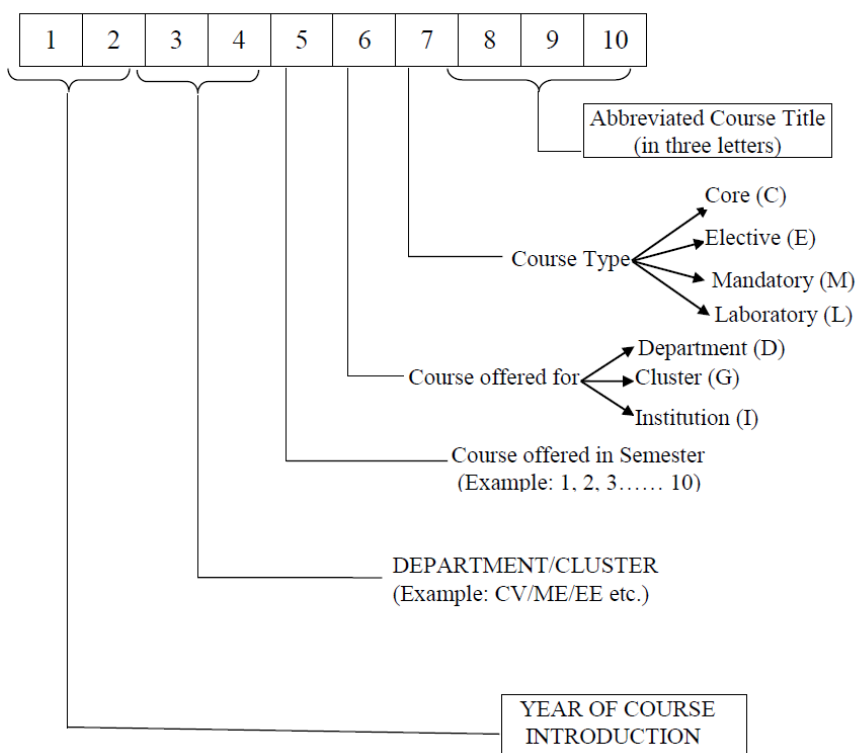 1 2 3 4 5 6 7 8 9 10
Abbreviated Course Title
(in three letters)
Core (C)
Elective (E)
Course Type
Mandatory (M)
Laboratory (L)
Department (D)
Course offered for
Cluster (G)
Institution (I)
Course offered in Semester
(Example: 1, 2, 3…… 10)
DEPARTMENT/CLUSTER
(Example: CV/ME/EE etc.)
YEAR OF COURSE
INTRODUCTION